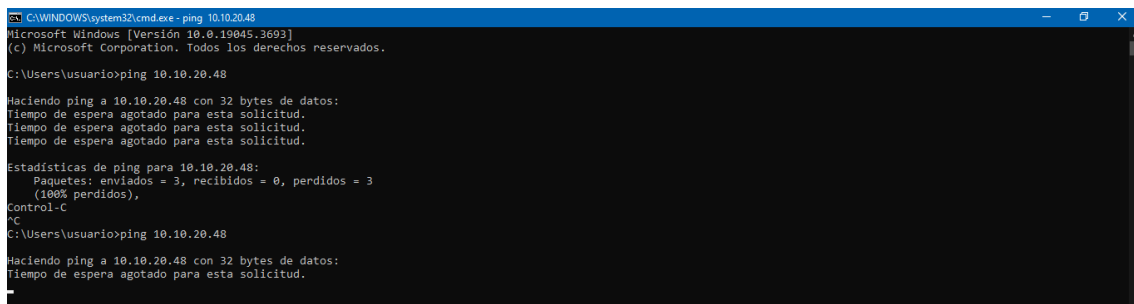 C:\WINDOWS\system32\cmd.exe - ping 10.10.20.48
Microsoft Windows [Versión 10.0.19045.3693]
(c) Microsoft Corporation. Todos los derechos reservados.
C:\Users\usuario>ping 10.10.20.48
Haciendo ping a 10.10.20.48 con 32 bytes de datos:
Tiempo de espera agotado para esta solicitud.
Tiempo de espera agotado para esta solicitud.
Tiempo de espera agotado para esta solicitud.
Estadísticas de ping para 10.10.20.48:
    Paquetes: enviados = 3, recibidos = 0, perdidos = 3
    (100% perdidos),
Control-C
^C
C:\Users\usuario>ping 10.10.20.48
Haciendo ping a 10.10.20.48 con 32 bytes de datos:
Tiempo de espera agotado para esta solicitud.